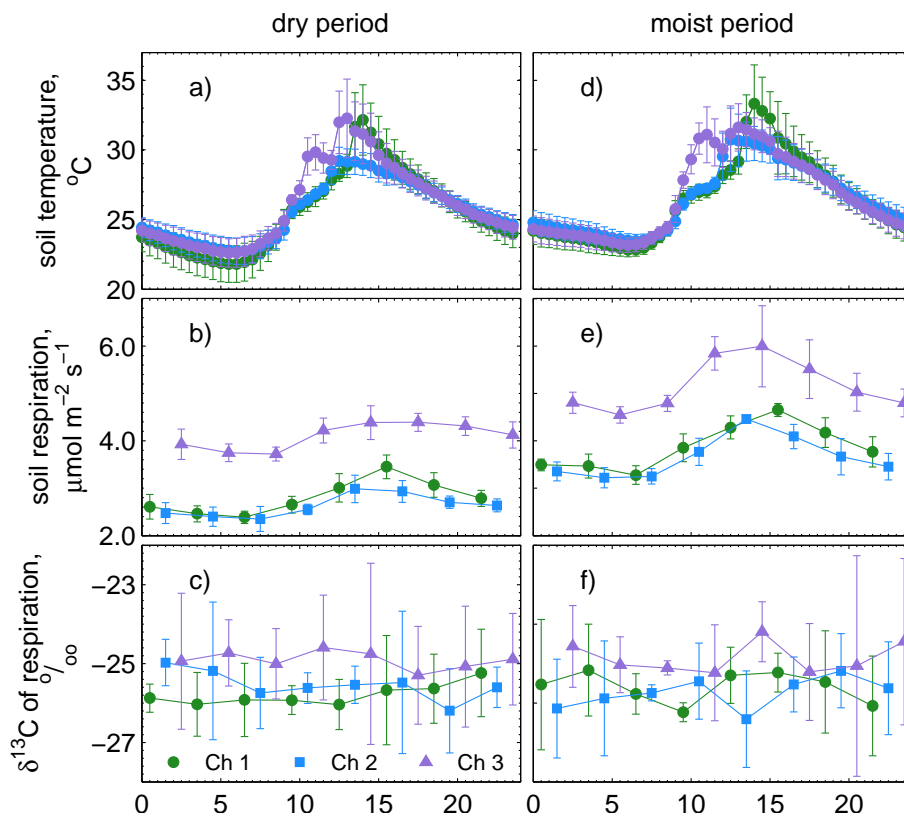 dry period
moist period
35
30
25
20
soil temperature,
°C
a)
d)
6.0
4.0
2.0
soil respiration,
μmol m⁻² s⁻¹
b)
e)
−23
−25
−27
δ¹³C of respiration,
°/oo
c)
f)
Ch 1 Ch 2 Ch 3
0 5 10 15 20 0 5 10 15 20